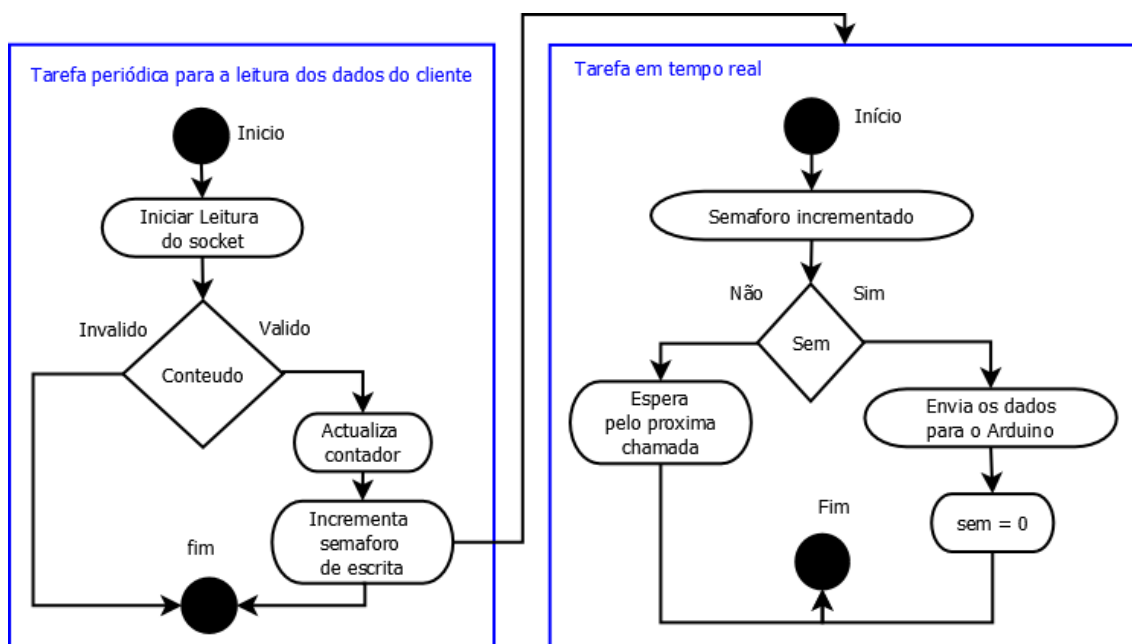 Tarefa periódica para a leitura dos dados do cliente
Inicio
Iniciar Leitura
do socket
Invalido
Valido
Conteudo
Actualiza
contador
Incrementa
semaforo
de escrita
fim
Tarefa em tempo real
Início
Semaforo incrementado
Não
Sim
Sem
Espera
pelo proxima
chamada
Envia os dados
para o Arduino
sem = 0
Fim